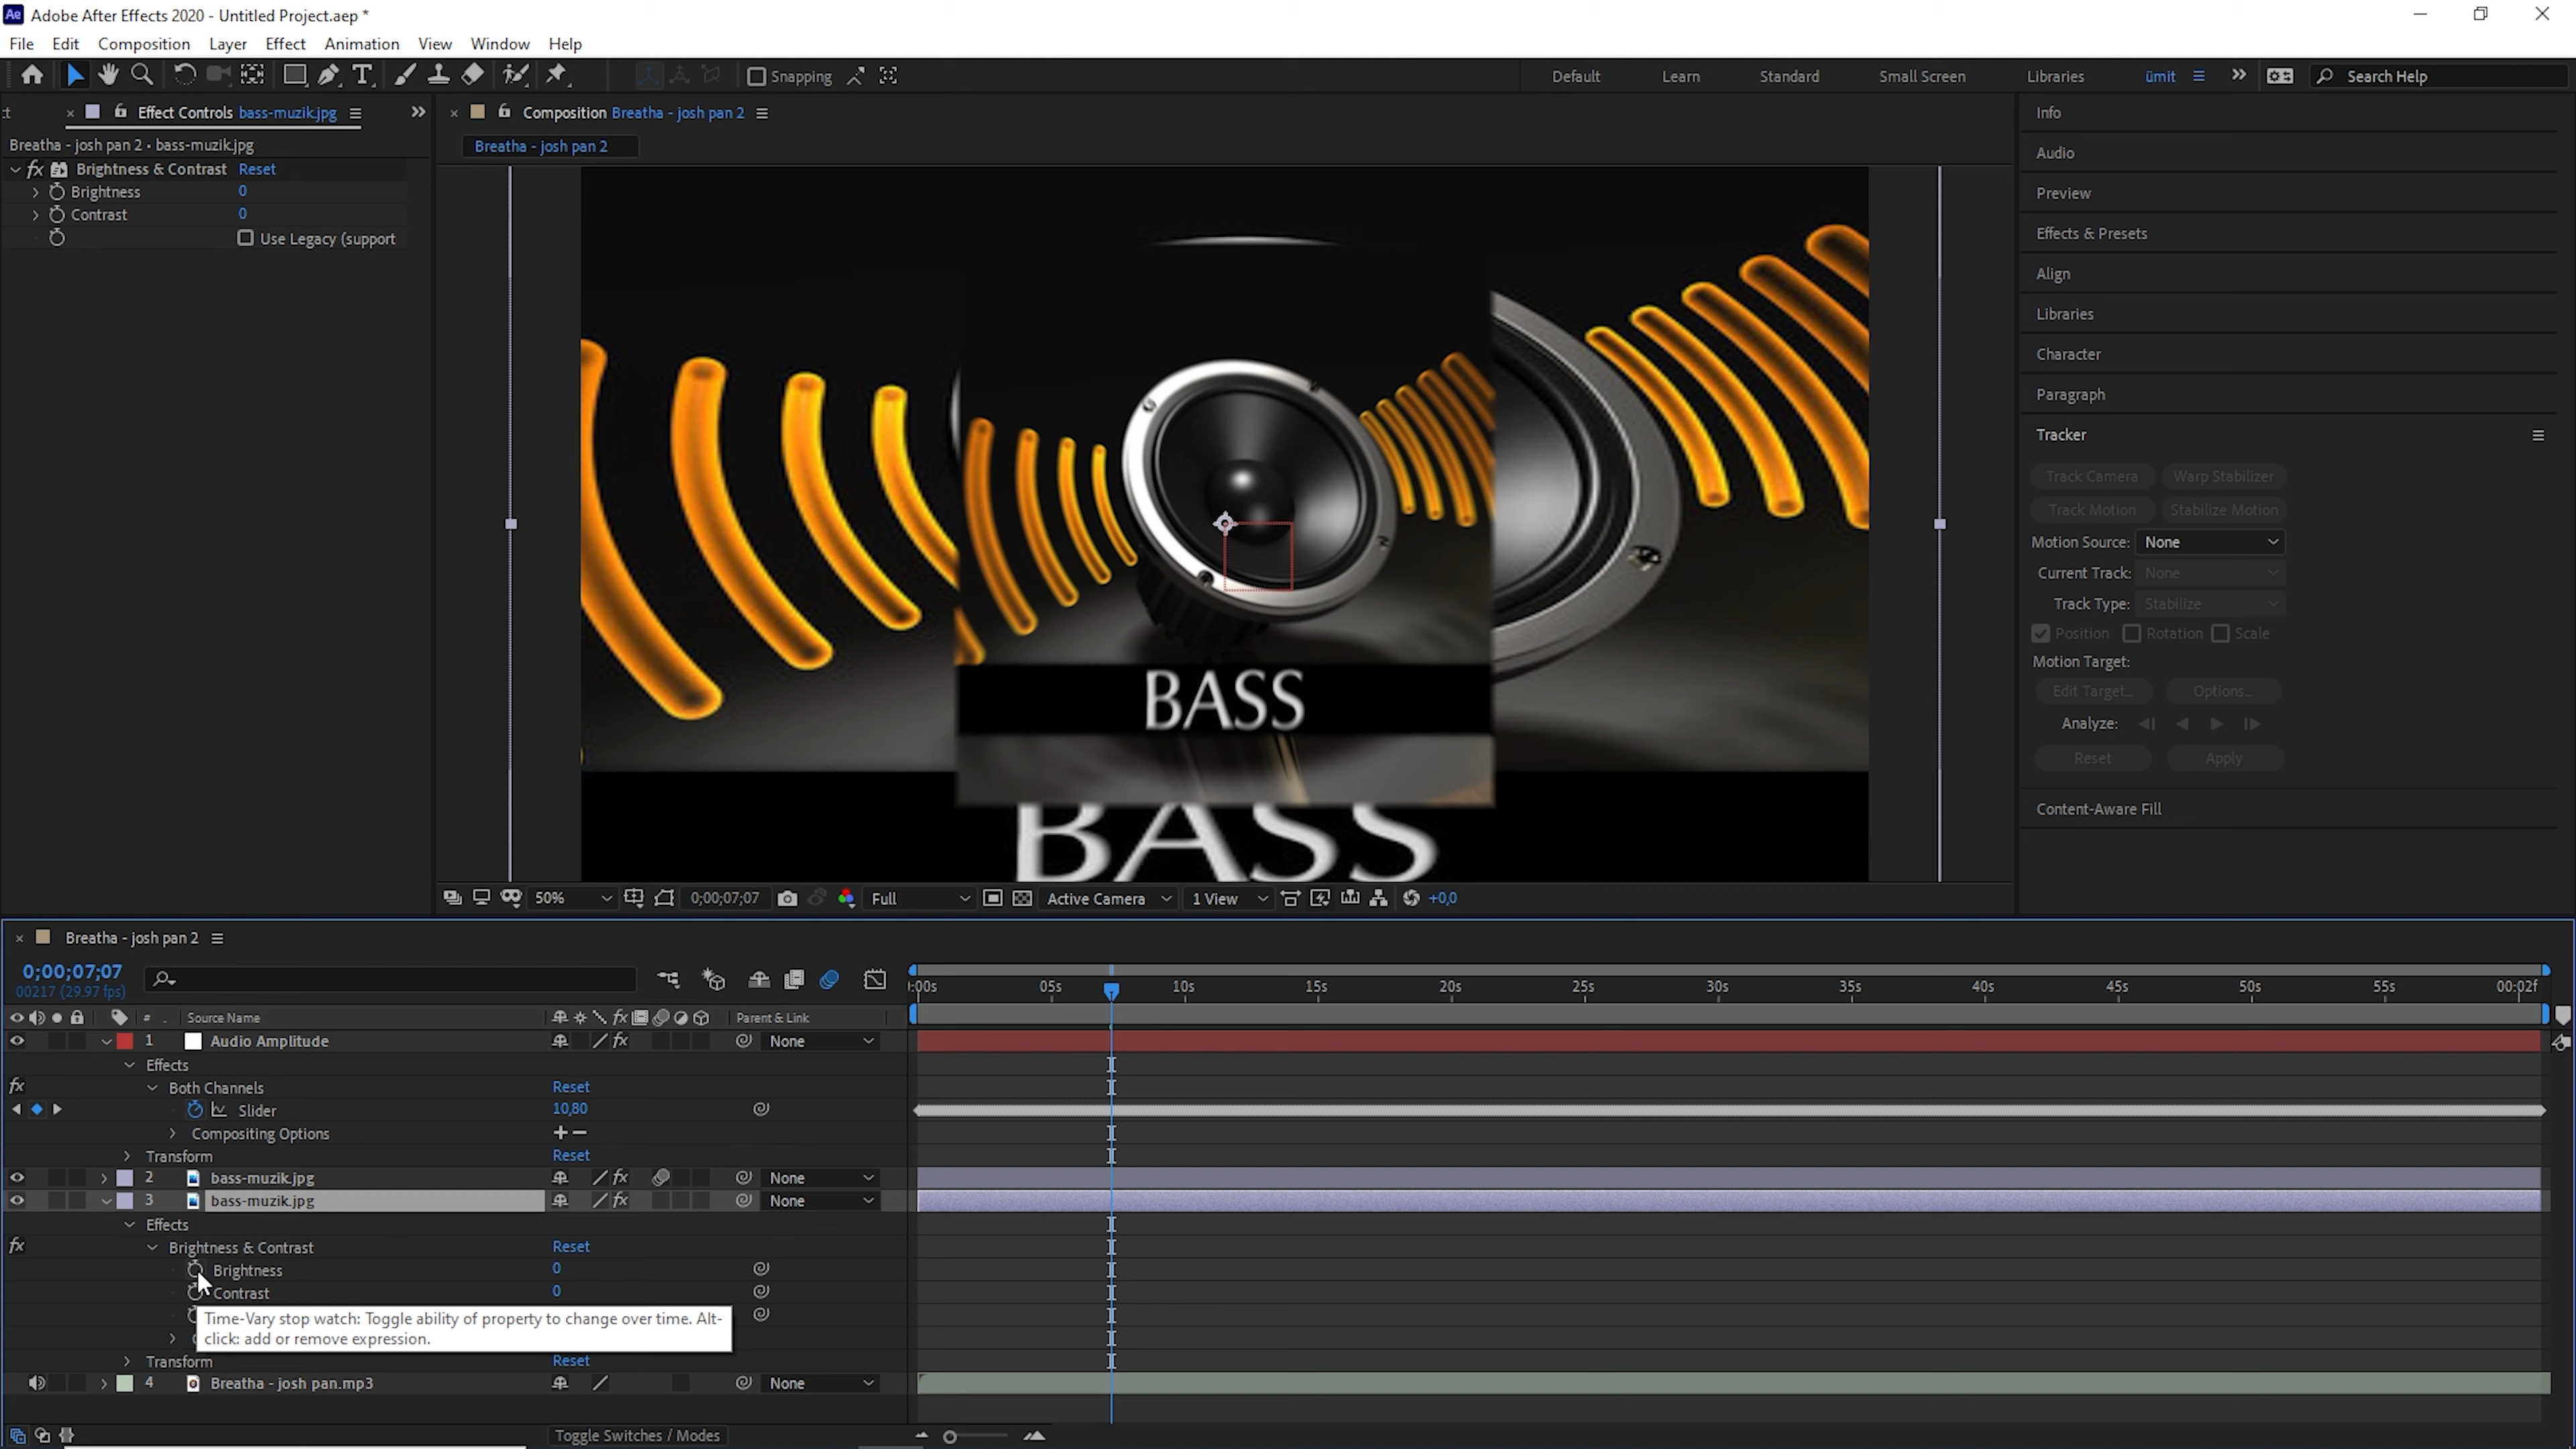 Ae Adobe After Effects 2020 - Untitled Project.aep *
File Edit Composition Layer Effect Animation View Window Help
Snapping Default Learn Standard Small Screen Libraries ümit Search Help
Effect Controls bass-muzik.jpg
Breatha - josh pan 2 • bass-muzik.jpg
fx Brightness & Contrast Reset
Brightness 0
Contrast 0
Use Legacy (support
Composition Breatha - josh pan 2
Breatha - josh pan 2
BASS
BASS
50% 0;00;07;07 Full Active Camera 1 View +0,0
Info
Audio
Preview
Effects & Presets
Align
Libraries
Character
Paragraph
Tracker
Track Camera Warp Stabilizer
Track Motion Stabilize Motion
Motion Source: None
Current Track: None
Track Type: Stabilize
Position Rotation Scale
Motion Target:
Edit Target... Options...
Analyze:
Reset Apply
Content-Aware Fill
Breatha - josh pan 2
0;00;07;07
00217 (29.97 fps)
:00s 05s 10s 15s 20s 25s 30s 35s 40s 45s 50s 55s 00:02f
# . Source Name fx Parent & Link
1 Audio Amplitude fx None
Effects
fx Both Channels Reset
Slider 10,80
Compositing Options + −
Transform Reset
2 bass-muzik.jpg fx None
3 bass-muzik.jpg fx None
Effects
fx Brightness & Contrast Reset
Brightness 0
Contrast 0
Time-Vary stop watch: Toggle ability of property to change over time. Alt-
click: add or remove expression.
Transform Reset
4 Breatha - josh pan.mp3 None
Toggle Switches / Modes